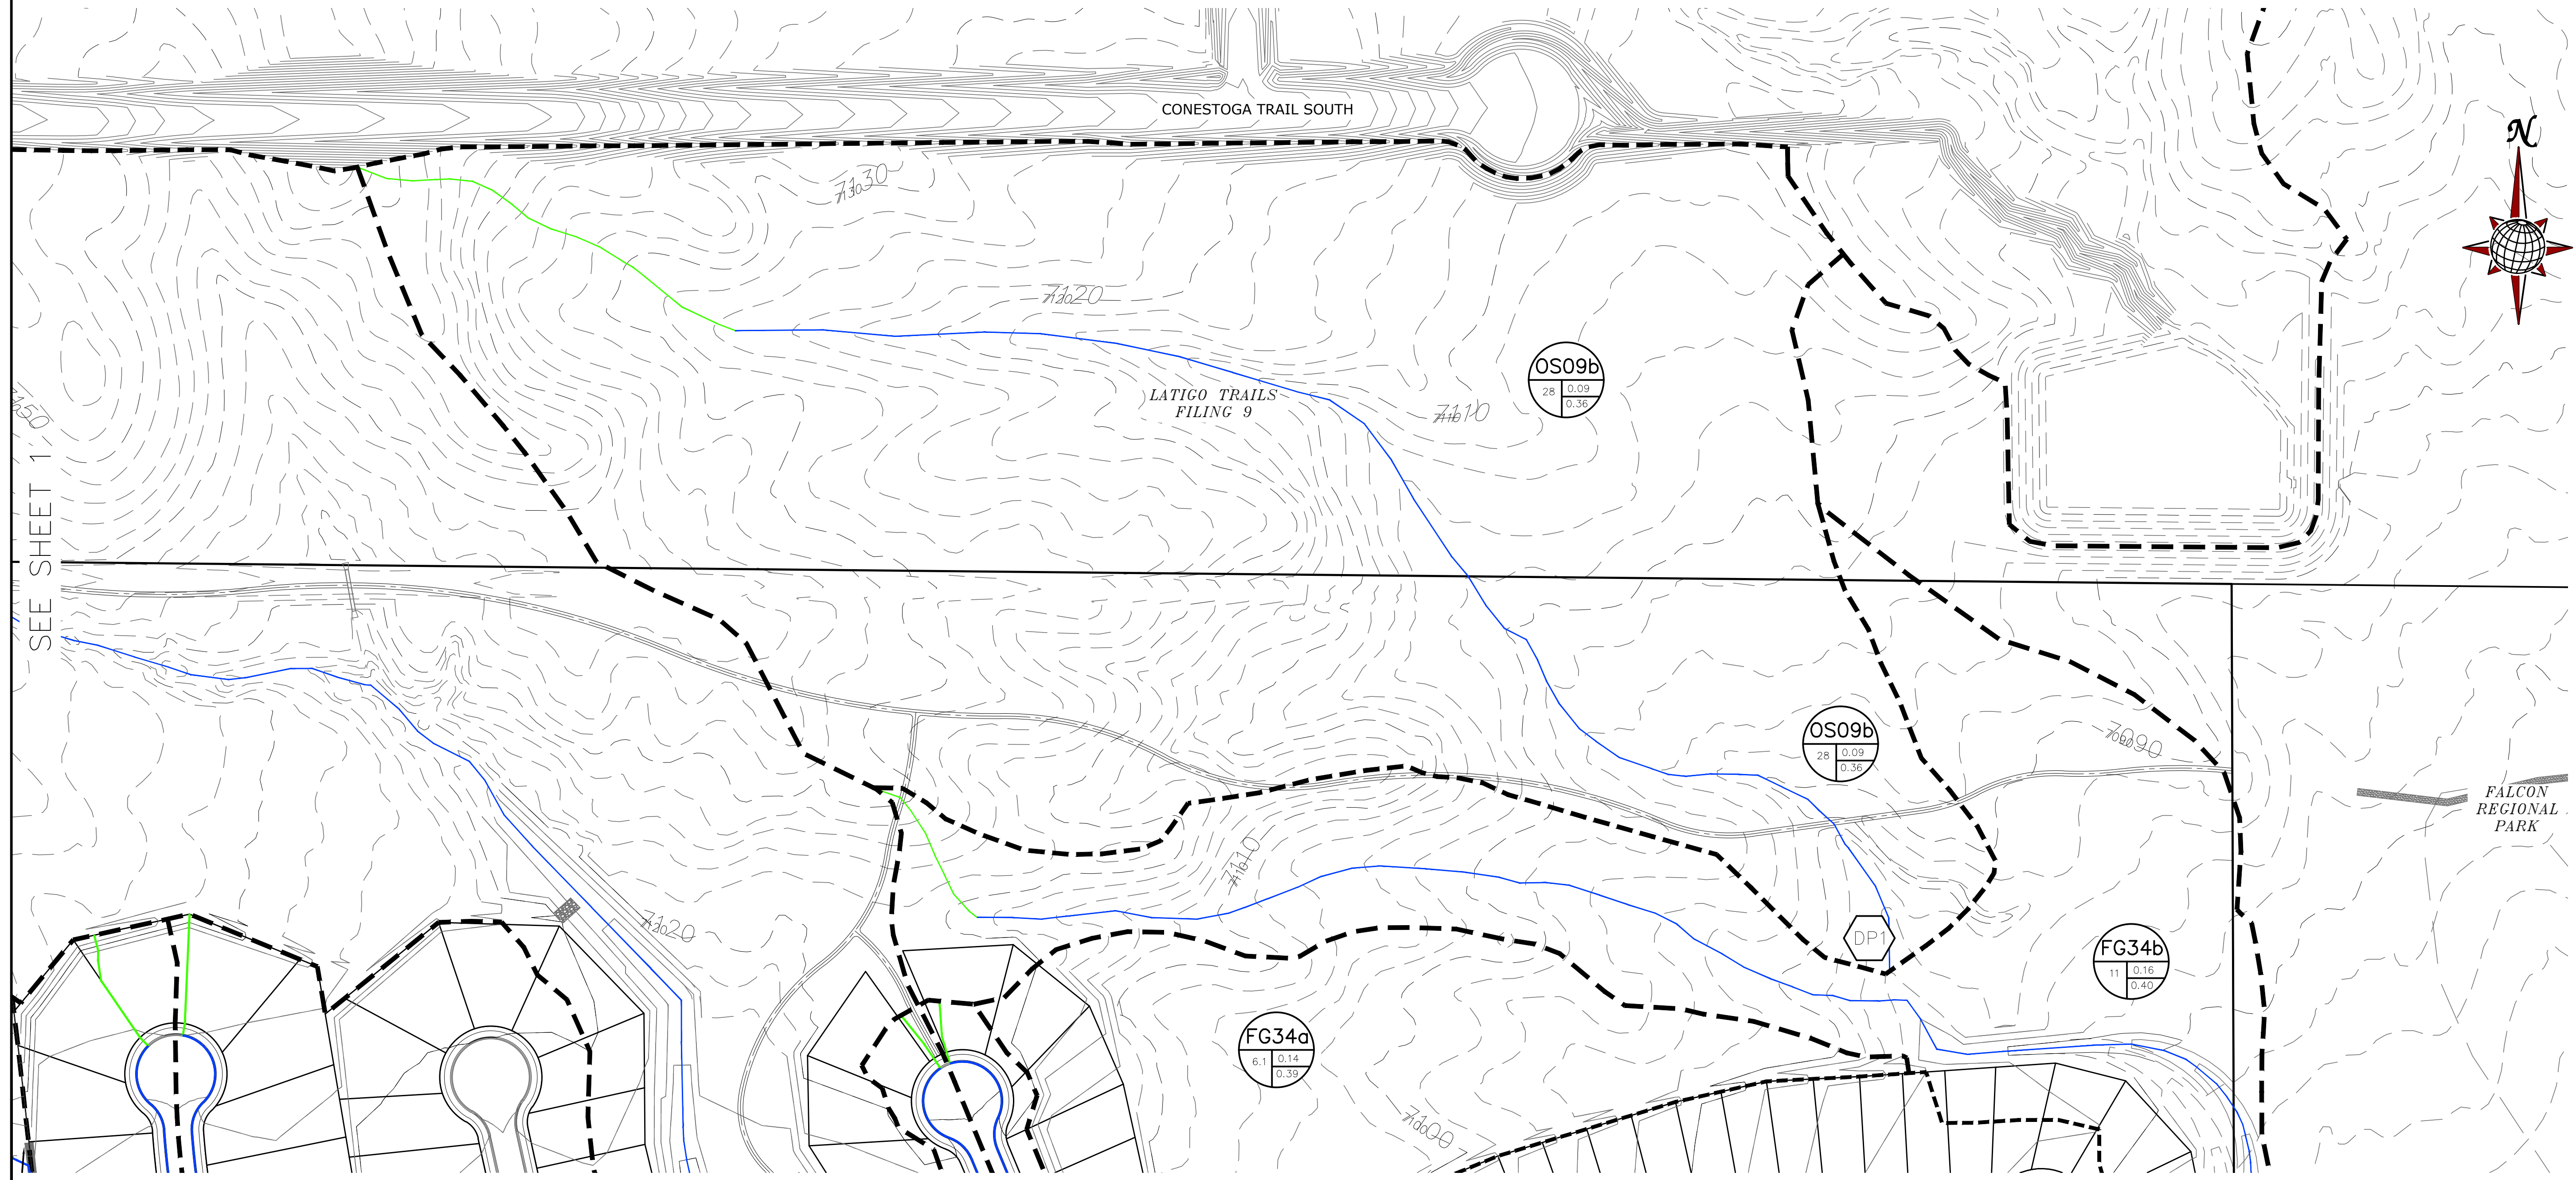 CONESTOGA TRAIL SOUTH
N
7130
7120
OS09b
28
0.09
0.36
LATIGO TRAILS
FILING 9
7110
7150
SEE SHEET 1
OS09b
28
0.09
0.36
7090
FALCON
REGIONAL
PARK
7110
7120
DP1
FG34b
11
0.16
0.40
FG34a
6.1
0.14
0.39
7100